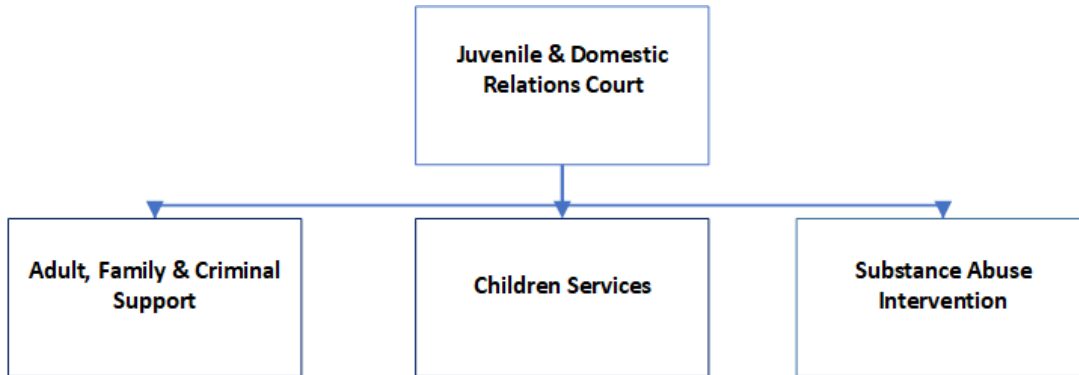 Juvenile & Domestic
Relations Court
Adult, Family & Criminal
Support
Children Services
Substance Abuse
Intervention